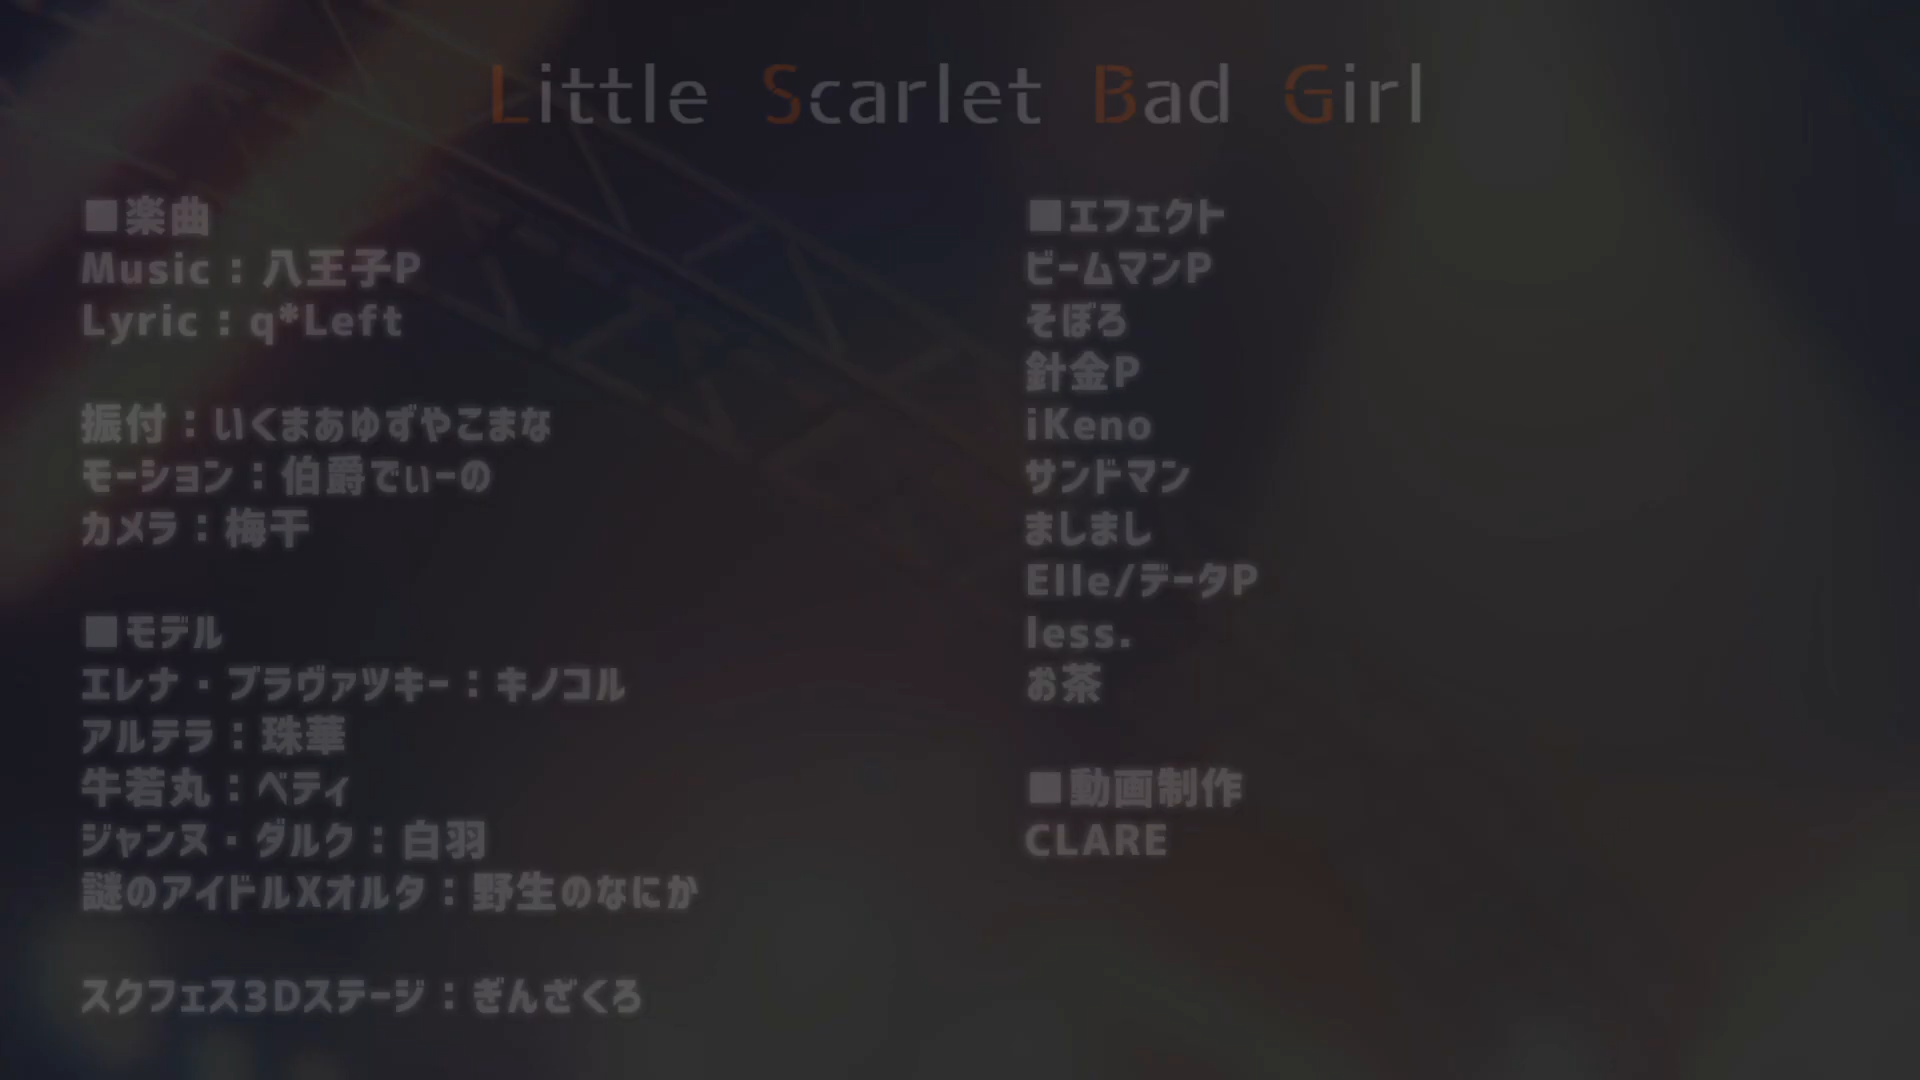 Little Scarlet Bad Girl
■楽曲
Music：八王子P
Lyric：q*Left
振付：いくまあゆずやこまな
モーション：伯爵でぃーの
カメラ：梅干
■モデル
エレナ・ブラヴァツキー：キノコル
アルテラ：珠華
牛若丸：ベティ
ジャンヌ・ダルク：白羽
謎のアイドルXオルタ：野生のなにか
スクフェス3Dステージ：ぎんざくろ
■エフェクト
ビームマンP
そぼろ
針金P
iKeno
サンドマン
ましまし
Elle/データP
less.
お茶
■動画制作
CLARE